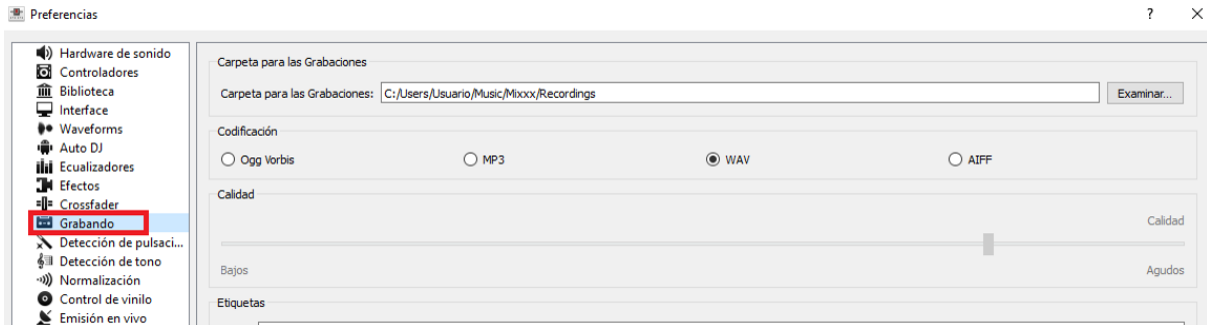 Preferencias
?
Hardware de sonido
Controladores
Biblioteca
Interface
Waveforms
Auto DJ
Ecualizadores
Efectos
Crossfader
Grabando
Detección de pulsaci...
Detección de tono
Normalización
Control de vinilo
Emisión en vivo
Carpeta para las Grabaciones
Carpeta para las Grabaciones: C:/Users/Usuario/Music/Mixxx/Recordings Examinar...
Codificación
Ogg Vorbis MP3 WAV AIFF
Calidad
Calidad
Bajos Agudos
Etiquetas